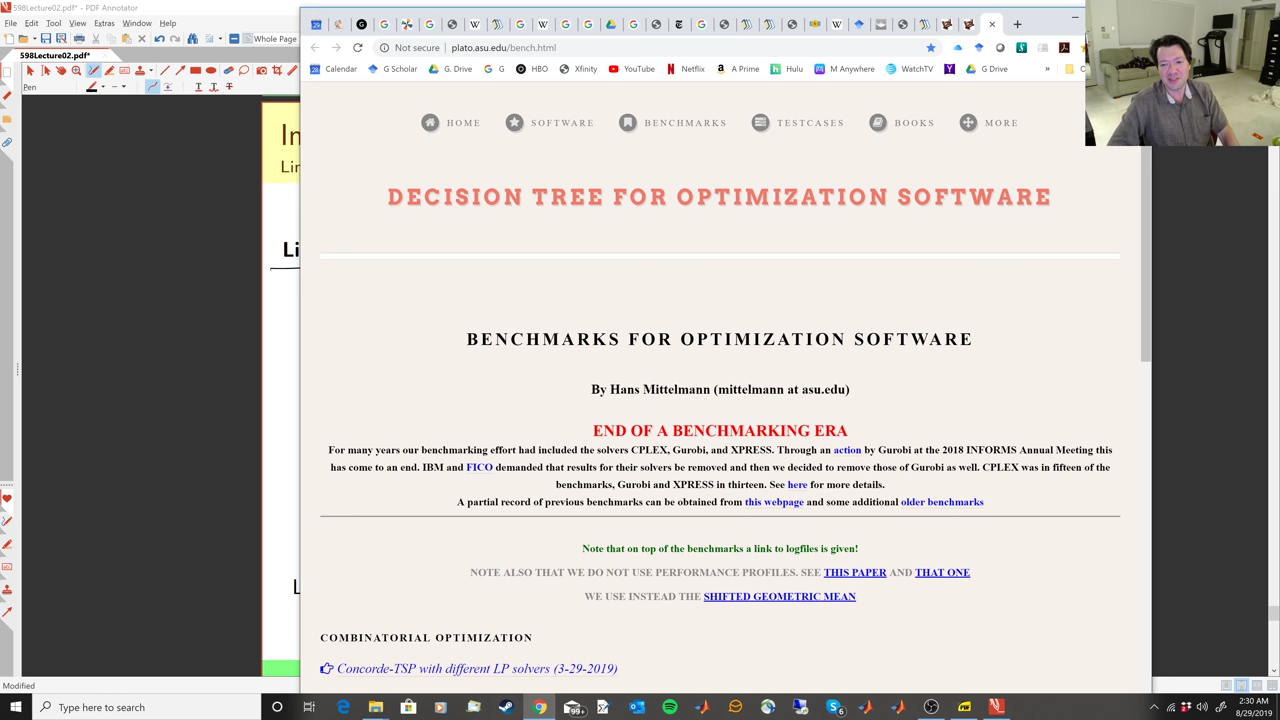 598Lecture02.pdf* - PDF Annotator
File Edit Tool View Extras Window Help
Whole Page
598Lecture02.pdf*
Pen
Not secure | plato.asu.edu/bench.html
Calendar G Scholar G. Drive G HBO Xfinity YouTube Netflix A Prime Hulu M Anywhere WatchTV G Drive »
HOME SOFTWARE BENCHMARKS TESTCASES BOOKS MORE
DECISION TREE FOR OPTIMIZATION SOFTWARE
BENCHMARKS FOR OPTIMIZATION SOFTWARE
By Hans Mittelmann (mittelmann at asu.edu)
END OF A BENCHMARKING ERA
For many years our benchmarking effort had included the solvers CPLEX, Gurobi, and XPRESS. Through an action by Gurobi at the 2018 INFORMS Annual Meeting this
has come to an end. IBM and FICO demanded that results for their solvers be removed and then we decided to remove those of Gurobi as well. CPLEX was in fifteen of the
benchmarks, Gurobi and XPRESS in thirteen. See here for more details.
A partial record of previous benchmarks can be obtained from this webpage and some additional older benchmarks
Note that on top of the benchmarks a link to logfiles is given!
NOTE ALSO THAT WE DO NOT USE PERFORMANCE PROFILES. SEE THIS PAPER AND THAT ONE
WE USE INSTEAD THE SHIFTED GEOMETRIC MEAN
COMBINATORIAL OPTIMIZATION
Concorde-TSP with different LP solvers (3-29-2019)
Modified
Type here to search
99+
2:30 AM
8/29/2019